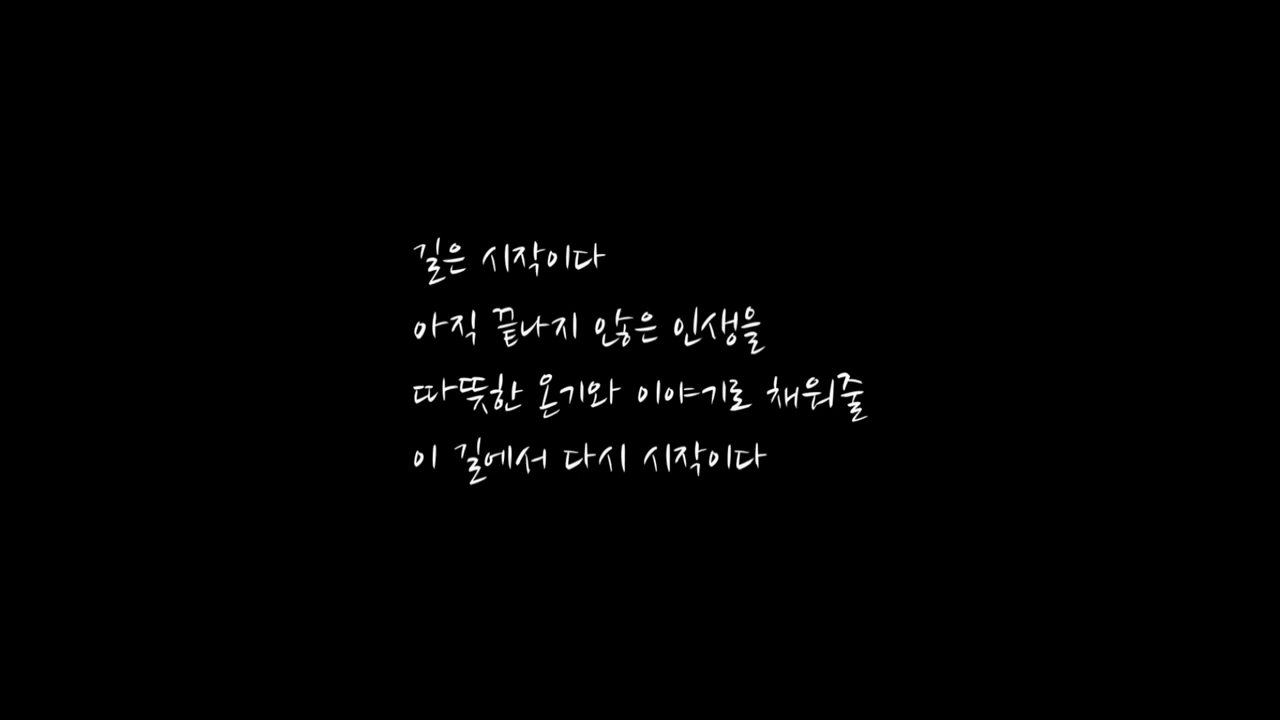 길은 시작이다
아직 끝나지 않은 인생을
따뜻한 온기와 이야기로 채워줄
이 길에서 다시 시작이다